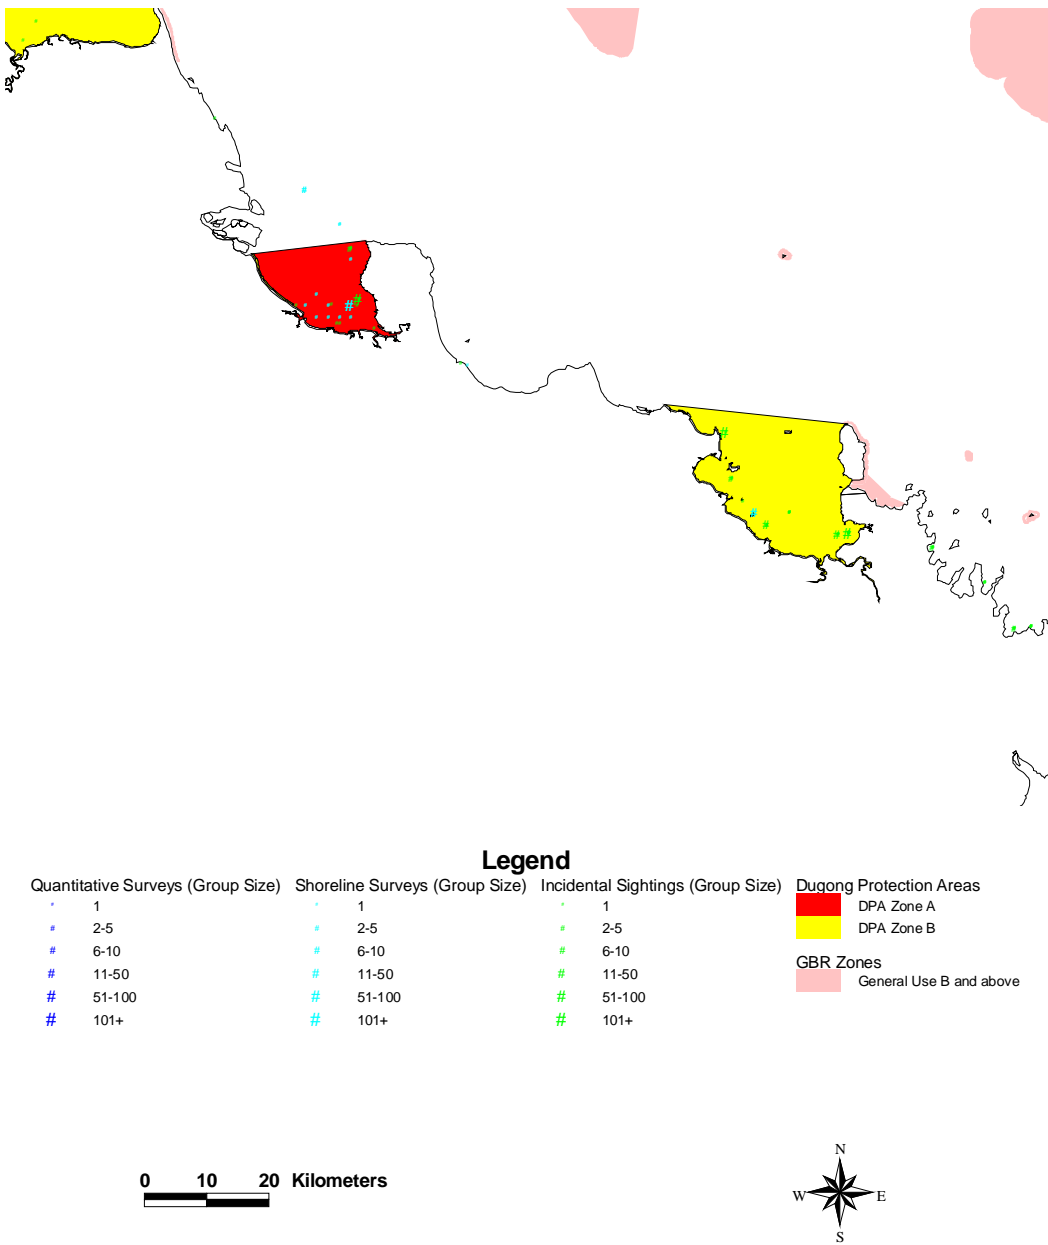 Legend
Quantitative Surveys (Group Size) Shoreline Surveys (Group Size) Incidental Sightings (Group Size) Dugong Protection Areas
# 1 # 1 # 1 DPA Zone A
# 2-5 # 2-5 # 2-5 DPA Zone B
# 6-10 # 6-10 # 6-10
GBR Zones
# 11-50 # 11-50 # 11-50 General Use B and above
# 51-100 # 51-100 # 51-100
# 101+ # 101+ # 101+
0 10 20 Kilometers
N
W E
S